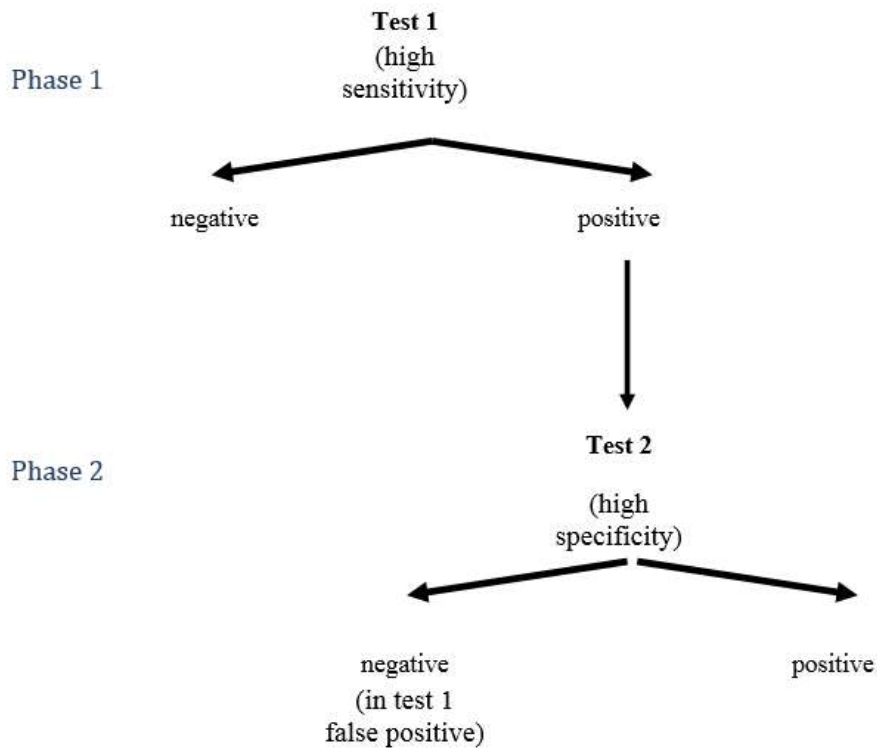 Test 1
(high
sensitivity)
Phase 1
negative
positive
Test 2
Phase 2
(high
specificity)
negative
(in test 1
false positive)
positive